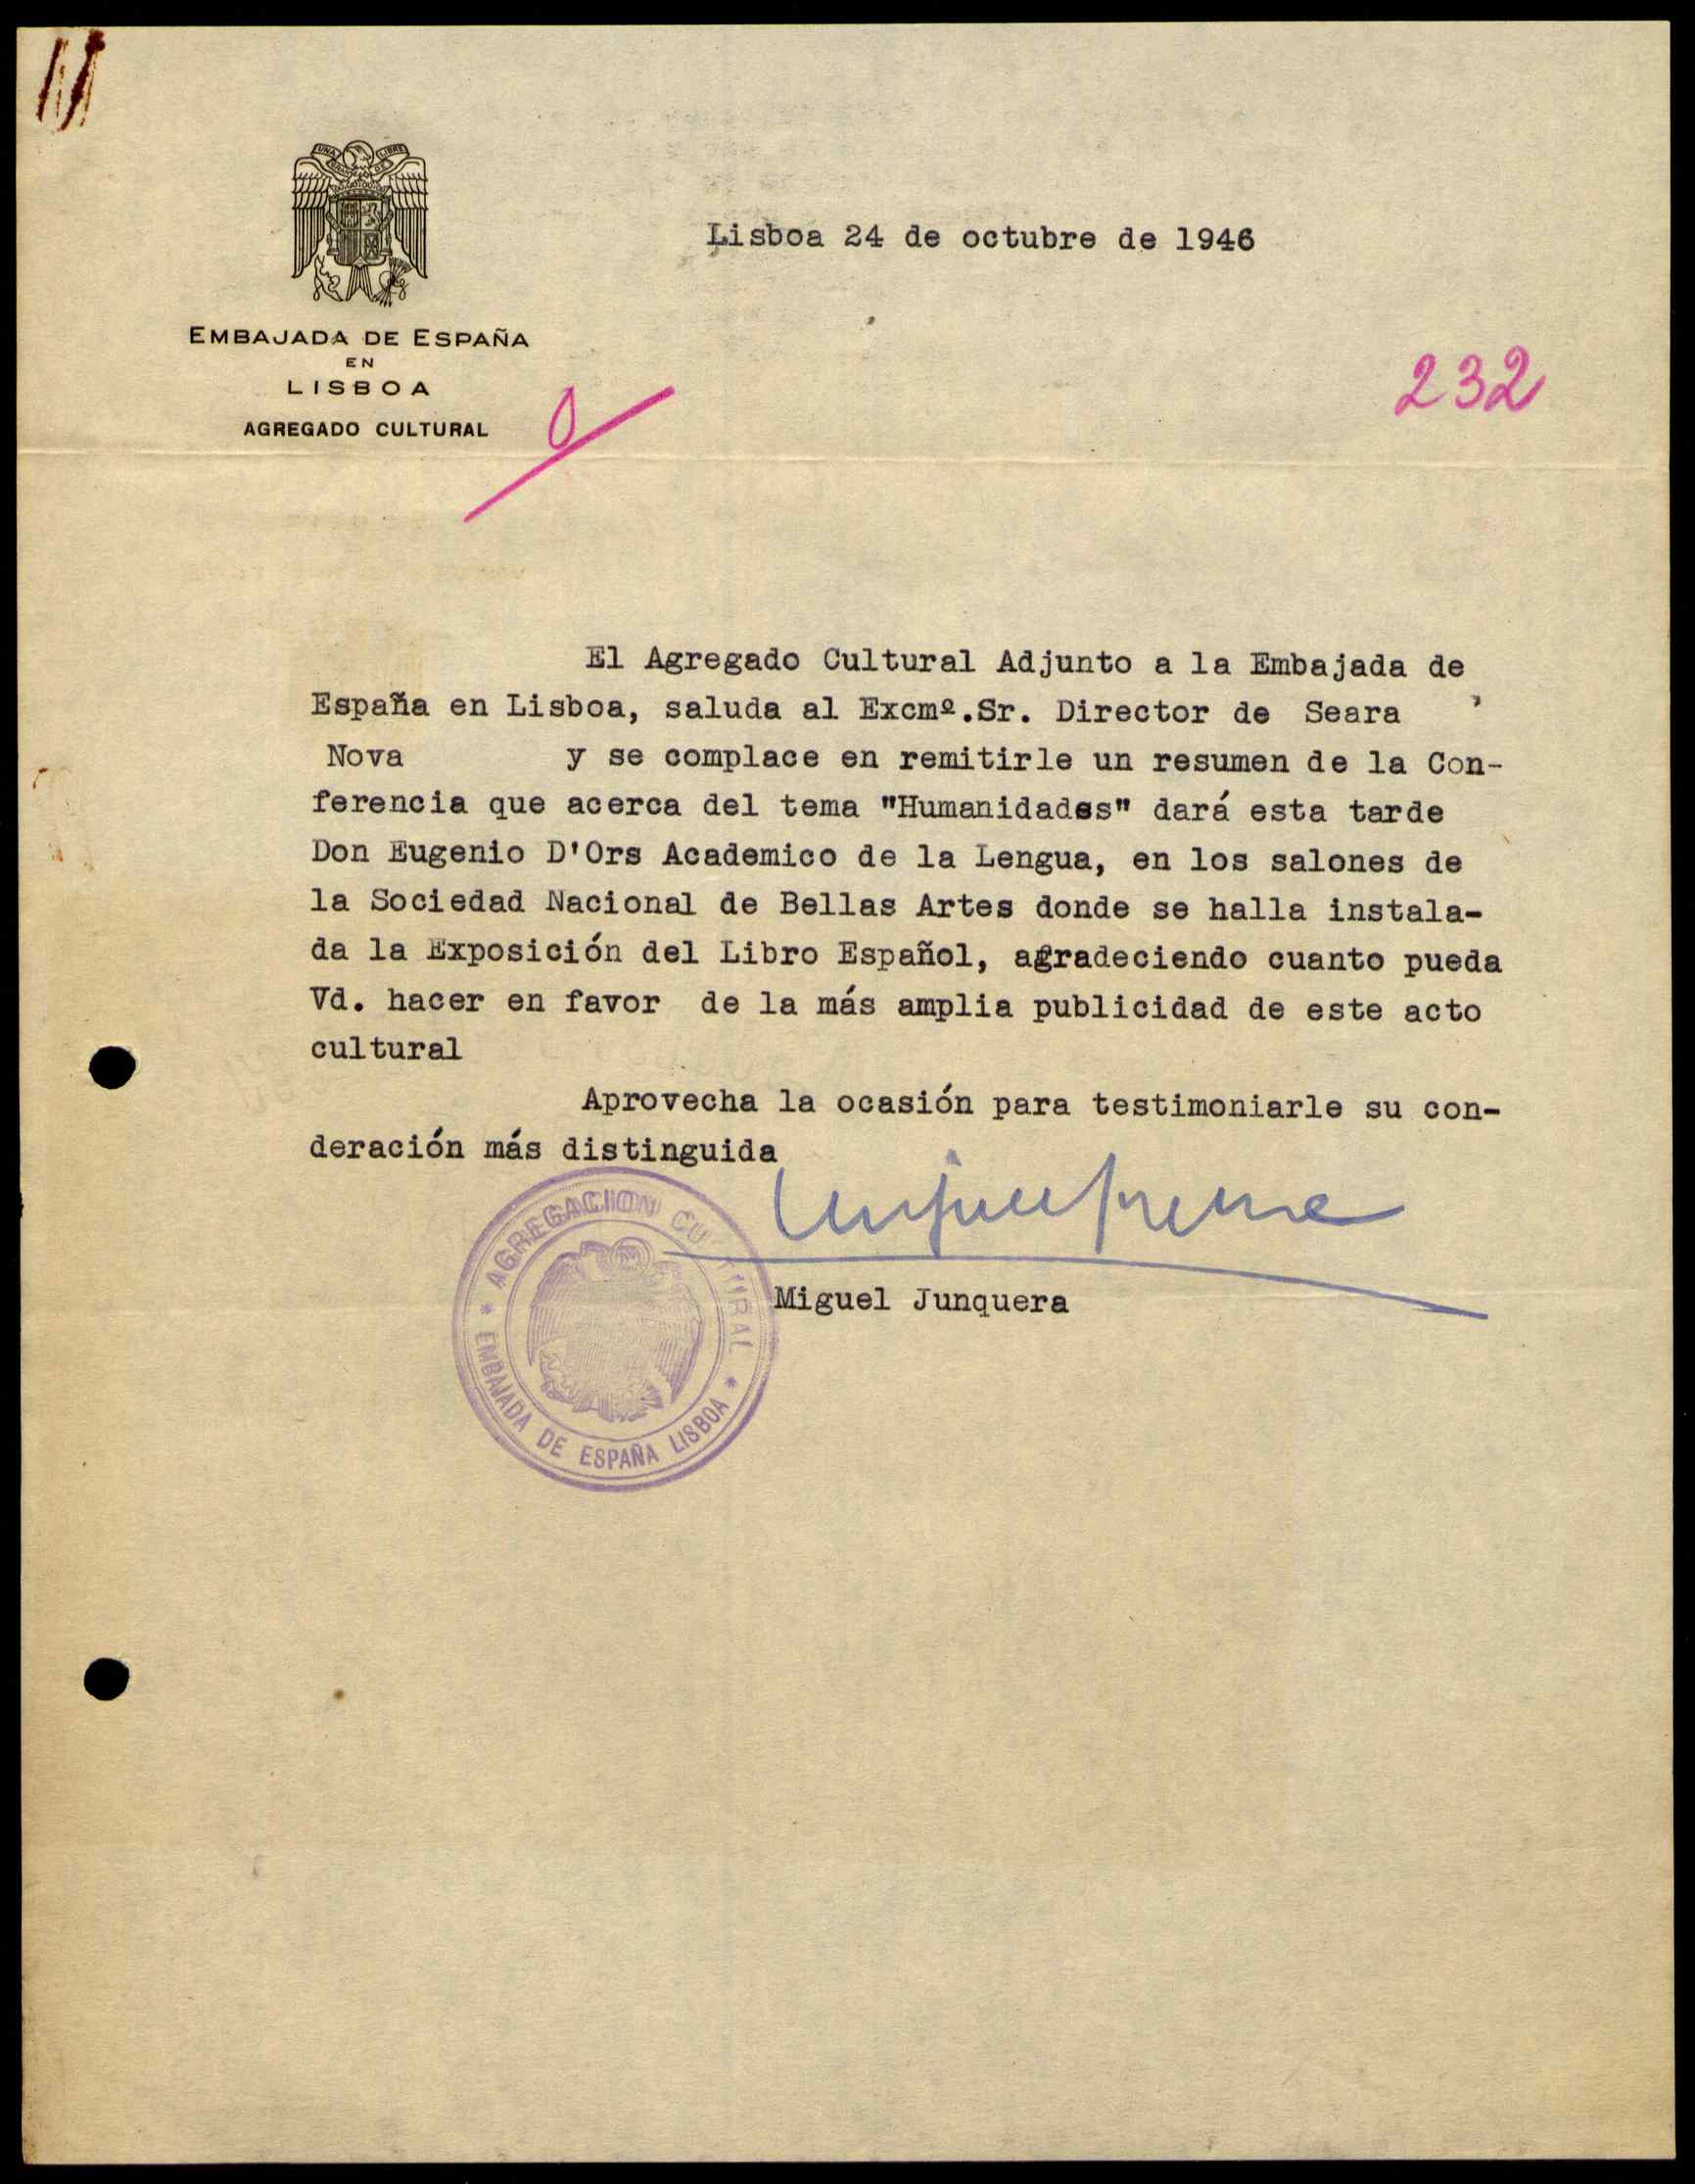 UNA
LIBRE
Lisboa 24 de octubre de 1946
EMBAJADA DE ESPAÑA
EN
LISBOA
AGREGADO CULTURAL
0
232
El Agregado Cultural Adjunto a la Embajada de
España en Lisboa, saluda al Excmº.Sr. Director de Seara
Nova y se complace en remitirle un resumen de la Con-
ferencia que acerca del tema "Humanidades" dará esta tarde
Don Eugenio D'Ors Academico de la Lengua, en los salones de
la Sociedad Nacional de Bellas Artes donde se halla instala-
da la Exposición del Libro Español, agradeciendo cuanto pueda
Vd. hacer en favor de la más amplia publicidad de este acto
cultural
Aprovecha la ocasión para testimoniarle su con-
deración más distinguida
Miguel Junquera
* AGREGACION CULTURAL *
EMBAJADA DE ESPAÑA LISBOA